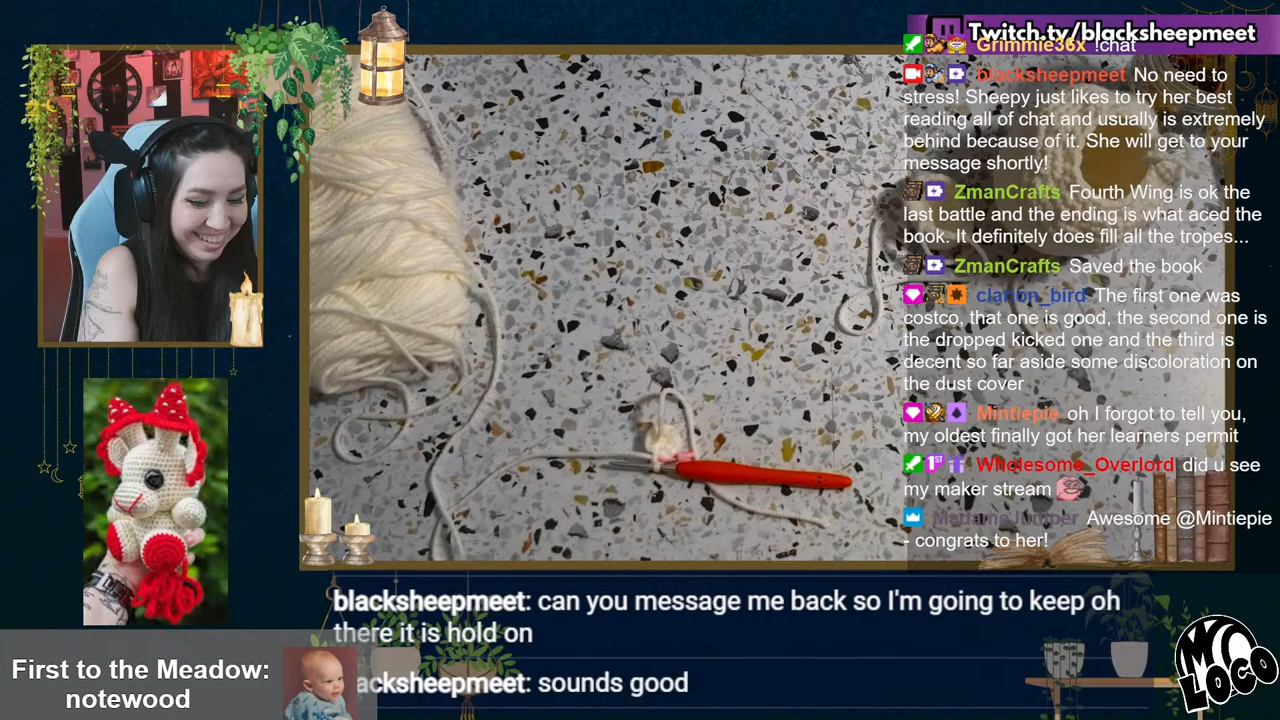 Twitch.tv/blacksheepmeet
Grimmie36x !chat
blacksheepmeet No need to
stress! Sheepy just likes to try her best
reading all of chat and usually is extremely
behind because of it. She will get to your
message shortly!
ZmanCrafts Fourth Wing is ok the
last battle and the ending is what aced the
book. It definitely does fill all the tropes...
ZmanCrafts Saved the book
clarion_bird The first one was
costco, that one is good, the second one is
the dropped kicked one and the third is
decent so far aside some discoloration on
the dust cover
Mintiepie oh I forgot to tell you,
my oldest finally got her learners permit
Wholesome_Overlord did u see
my maker stream
MadameJumper Awesome @Mintiepie
- congrats to her!
blacksheepmeet: can you message me back so I'm going to keep oh
there it is hold on
acksheepmeet: sounds good
First to the Meadow:
notewood
MC
LOCO